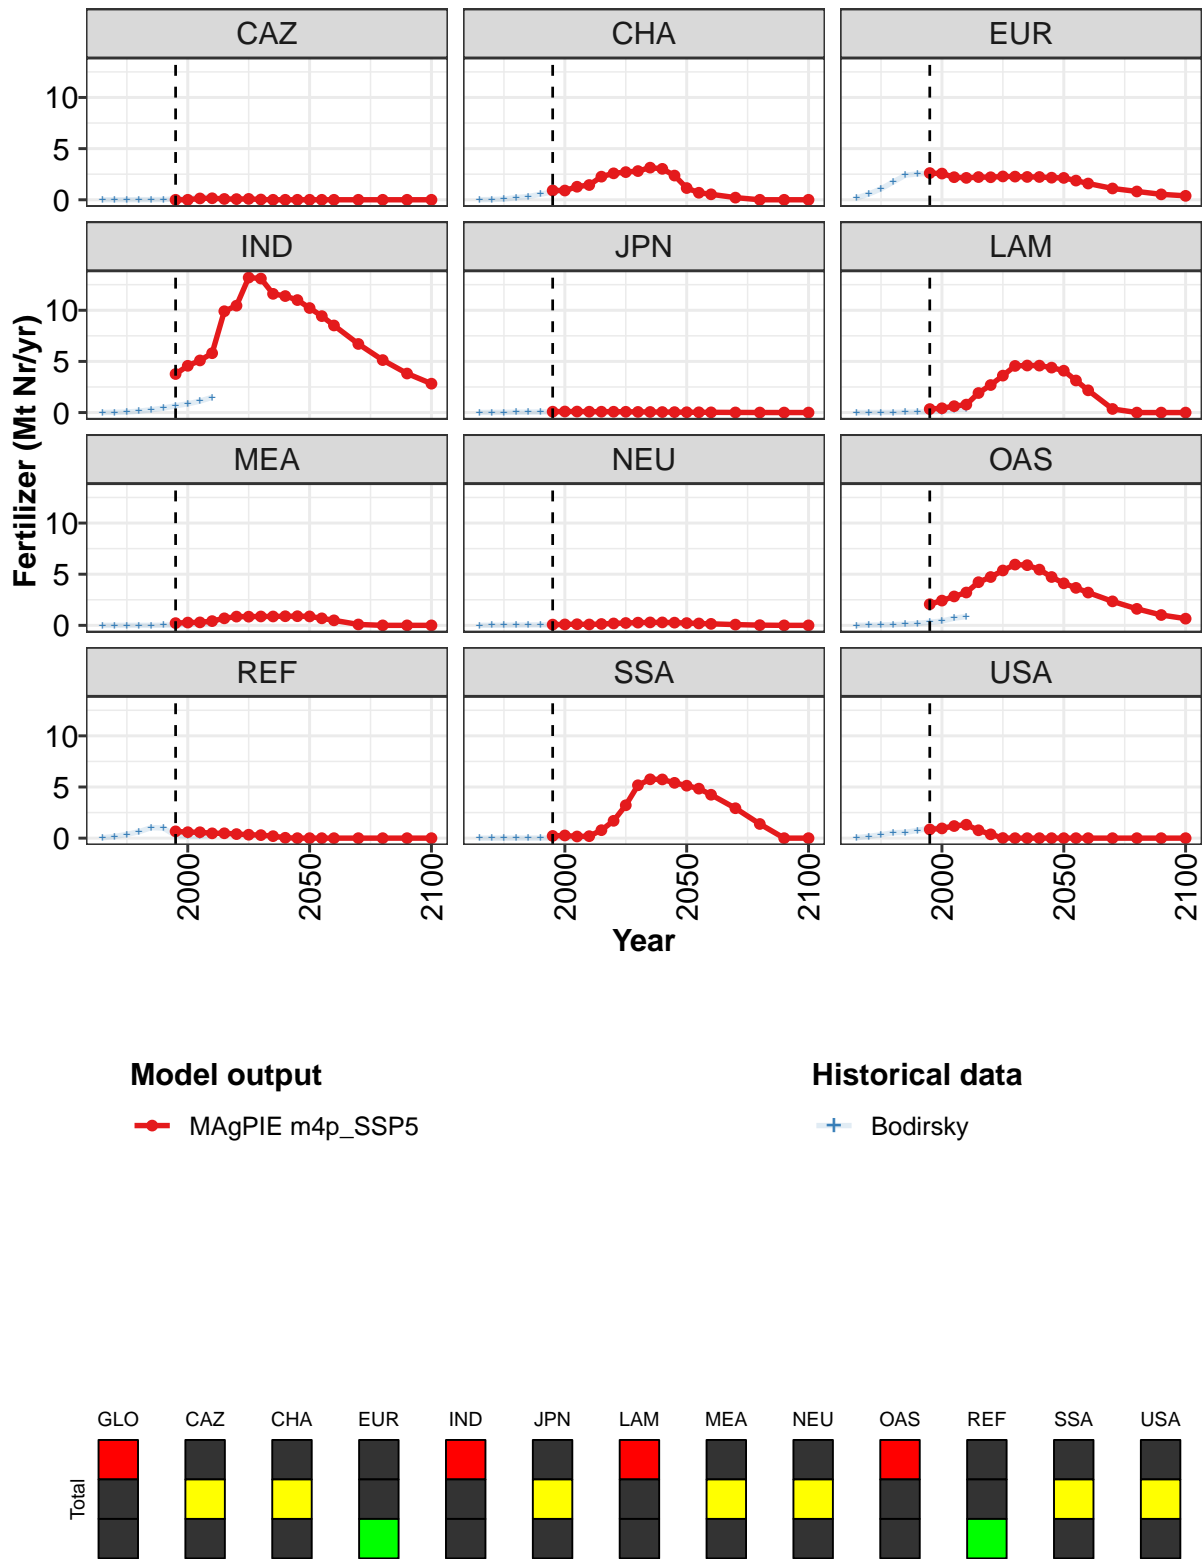 CAZ CHA EUR
10
5
0
IND JPN LAM
10
5
0
MEA NEU OAS
10
5
0
REF SSA USA
10
5
0
Fertilizer (Mt Nr/yr)
2000 2050 2100 2000 2050 2100 2000 2050 2100
Year
Model output Historical data
MAgPIE m4p_SSP5 Bodirsky
GLO CAZ CHA EUR IND JPN LAM MEA NEU OAS REF SSA USA
Total